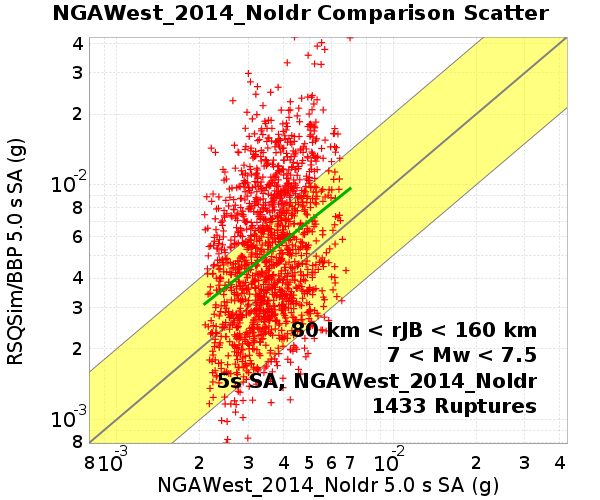 NGAWest_2014_NoIdr Comparison Scatter
RSQSim/BBP 5.0 s SA (g)
4
3
2
10-2
8
6
4
3
2
10-3
8
80 km < rJB < 160 km
7 < Mw < 7.5
5s SA, NGAWest_2014_NoIdr
1433 Ruptures
8 10-3 2 3 4 5 6 7 10-2 2 3 4
NGAWest_2014_NoIdr 5.0 s SA (g)